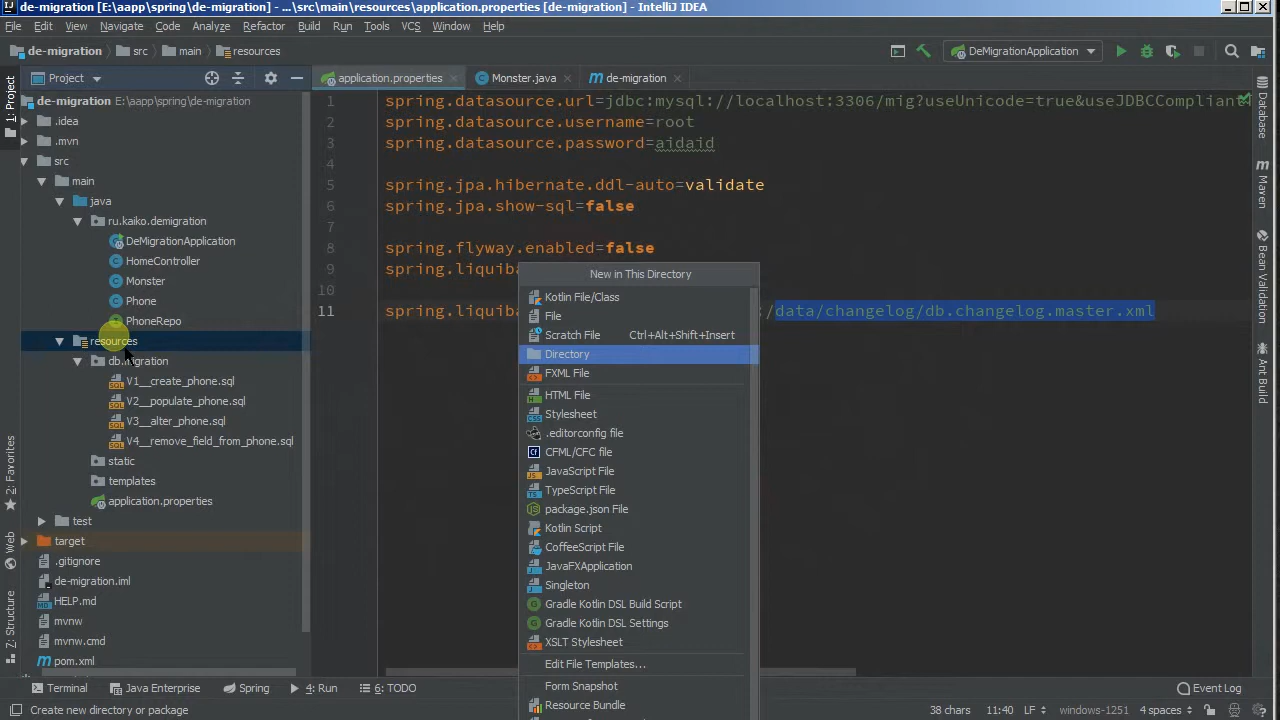 de-migration [E:\aapp\spring\de-migration] - ...\src\main\resources\application.properties [de-migration] - IntelliJ IDEA
File Edit View Navigate Code Analyze Refactor Build Run Tools VCS Window Help
de-migration src main resources DeMigrationApplication
1: Project
Project
application.properties Monster.java de-migration
de-migration E:\aapp\spring\de-migration
.idea
.mvn
src
main
java
ru.kaiko.demigration
DeMigrationApplication
HomeController
Monster
Phone
PhoneRepo
resources
db.migration
V1__create_phone.sql
V2__populate_phone.sql
V3__alter_phone.sql
V4__remove_field_from_phone.sql
static
templates
application.properties
test
target
.gitignore
de-migration.iml
HELP.md
mvnw
mvnw.cmd
pom.xml
1 spring.datasource.url=jdbc:mysql://localhost:3306/mig?useUnicode=true&useJDBCCompliant
2 spring.datasource.username=root
3 spring.datasource.password=aidaid
4
5 spring.jpa.hibernate.ddl-auto=validate
6 spring.jpa.show-sql=false
7
8 spring.flyway.enabled=false
9 spring.liquiba
10
11 spring.liquiba :/data/changelog/db.changelog.master.xml
New in This Directory
Kotlin File/Class
File
Scratch File Ctrl+Alt+Shift+Insert
Directory
FXML File
HTML File
Stylesheet
.editorconfig file
CFML/CFC file
JavaScript File
TypeScript File
package.json File
Kotlin Script
CoffeeScript File
JavaFXApplication
Singleton
Gradle Kotlin DSL Build Script
Gradle Kotlin DSL Settings
XSLT Stylesheet
Edit File Templates...
Form Snapshot
Resource Bundle
Database
Maven
Bean Validation
Ant Build
2: Favorites
Web
Z: Structure
Terminal Java Enterprise Spring 4: Run 6: TODO Event Log
Create new directory or package 38 chars 11:40 LF windows-1251 4 spaces